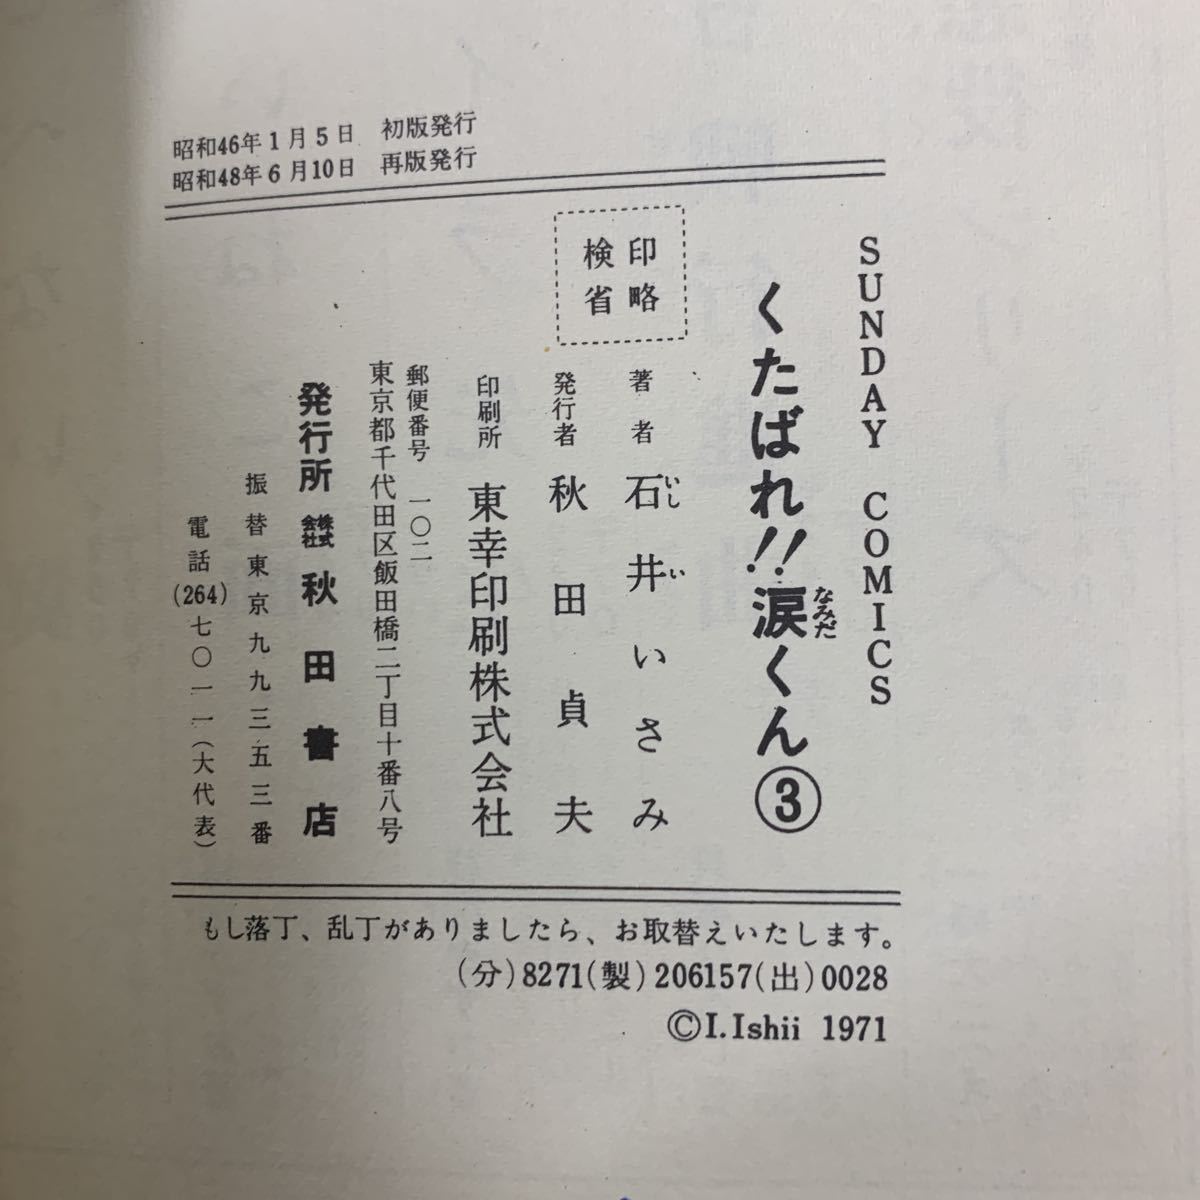 昭和46年1月5日 初版発行
昭和48年6月10日 再版発行
SUNDAY COMICS
くたばれ!!涙くん③
なみだ
印略
検省
著者 石井いさみ
いし い
発行者 秋田貞夫
印刷所 東幸印刷株式会社
郵便番号 一〇二
東京都千代田区飯田橋二丁目十番八号
発行所 株式会社 秋田書店
振替東京九九三五三番
電話(264)七〇一一(大代表)
もし落丁、乱丁がありましたら、お取替えいたします。
(分)8271(製)206157(出)0028
©I.Ishii 1971